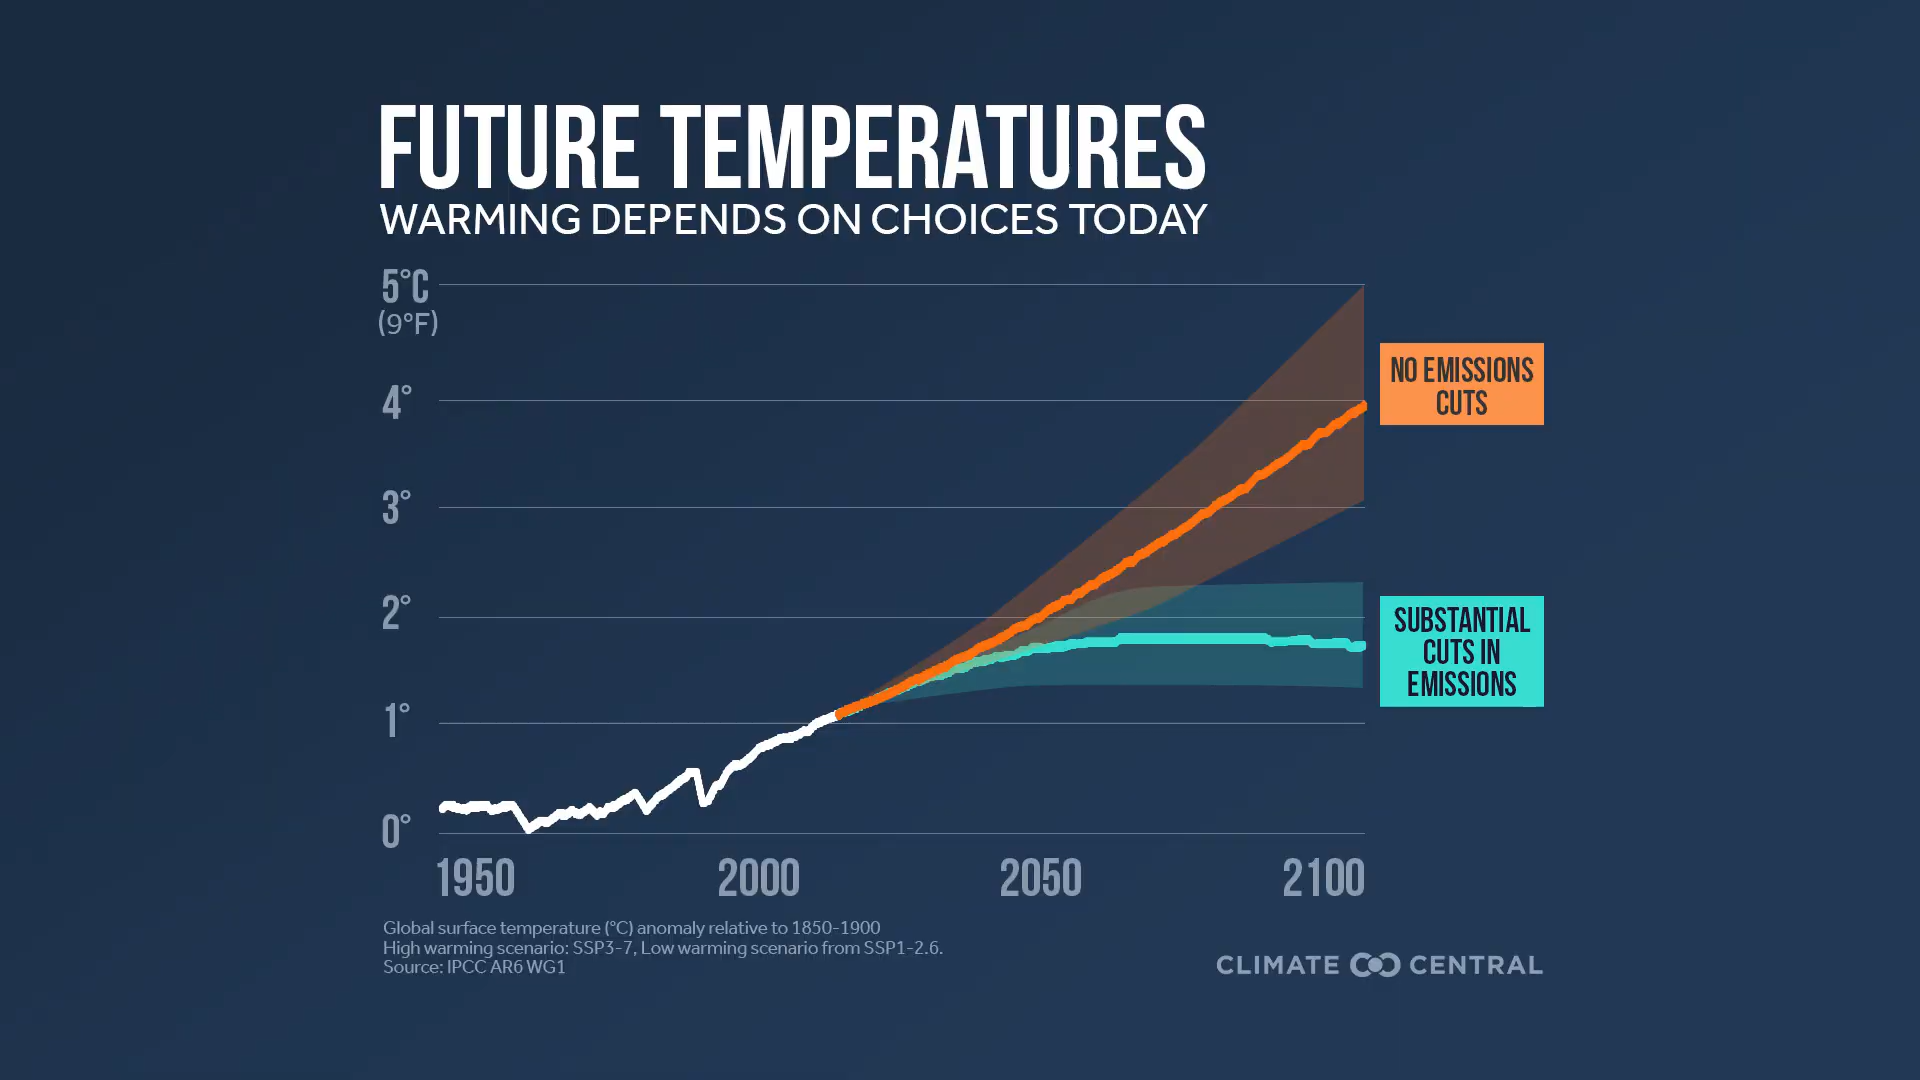 FUTURE TEMPERATURES
WARMING DEPENDS ON CHOICES TODAY
5°C
(9°F)
4°
3°
2°
1°
0°
NO EMISSIONS
CUTS
SUBSTANTIAL
CUTS IN
EMISSIONS
1950 2000 2050 2100
Global surface temperature (°C) anomaly relative to 1850-1900
High warming scenario: SSP3-7, Low warming scenario from SSP1-2.6.
Source: IPCC AR6 WG1
CLIMATE CENTRAL